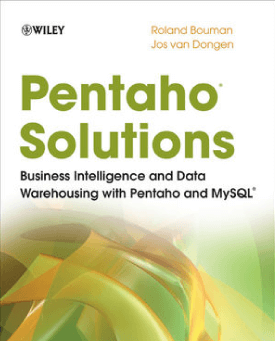 WILEY
Roland Bouman
Jos van Dongen
Pentaho®
Solutions
Business Intelligence and Data
Warehousing with Pentaho and MySQL®